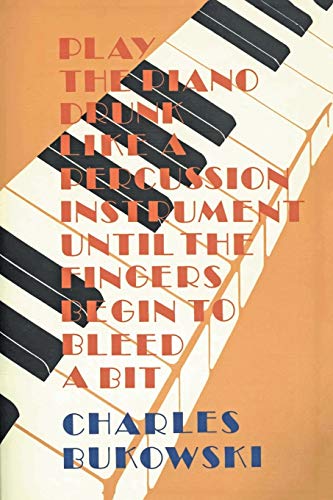 PLAY
THE PIANO
DRUNK
LIKE A
PERCUSSION
INSTRUMENT
UNTIL THE
FINGERS
BEGIN TO
BLEED
A BIT
CHARLES
BUKOWSKI